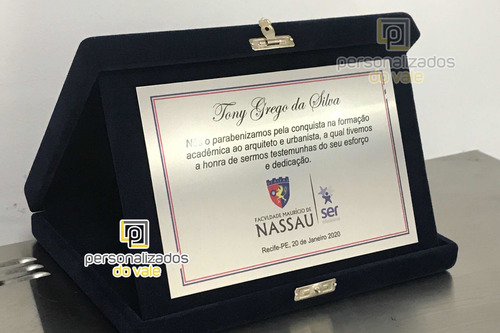 personalizados
do vale
Tony Grego da Silva
Nós o parabenizamos pela conquista na formação
acadêmica ao arquiteto e urbanista, a qual tivemos
a honra de sermos testemunhas do seu esforço
e dedicação.
FACULDADE MAURÍCIO DE
NASSAU
ser
Recife-PE, 20 de Janeiro 2020
personalizados
do vale